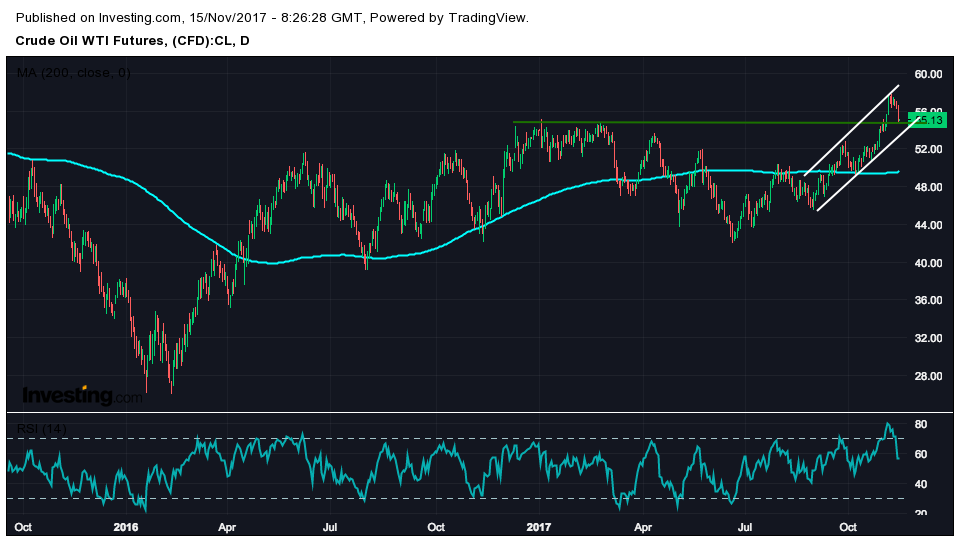 Published on Investing.com, 15/Nov/2017 - 8:26:28 GMT, Powered by TradingView.
Crude Oil WTI Futures, (CFD):CL, D
MA (200, close, 0)
60.00
56.00
55.13
52.00
48.00
44.00
40.00
36.00
32.00
28.00
Investing.com
RSI (14)
80
60
40
20
Oct 2016 Apr Jul Oct 2017 Apr Jul Oct